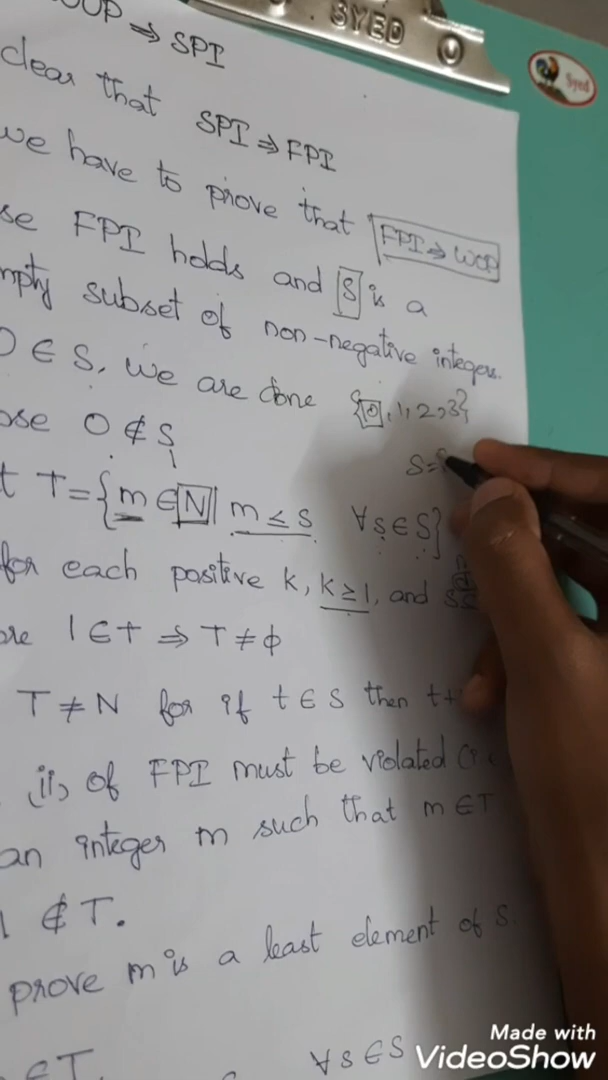 SYED
Syed
WOP ⇒ SPI
clear that SPI ⇒ FPI
we have to prove that FPI ⇒ WOP
se FPI holds and S is a
mpty subset of non-negative integers.
0 ∈ S, we are done {0, 1, 2, 3}
ose 0 ∉ S
S =
t T = {m ∈ N | m ≤ s ∀ s ∈ S}
for each positive k, k ≥ 1, and
ore 1 ∈ T ⇒ T ≠ φ
T ≠ N for if t ∈ S then t+
(ii) of FPI must be violated
an integer m such that m ∈ T
∉ T.
prove m is a least element of S.
∈ T. ∀ s ∈ S
Made with
VideoShow